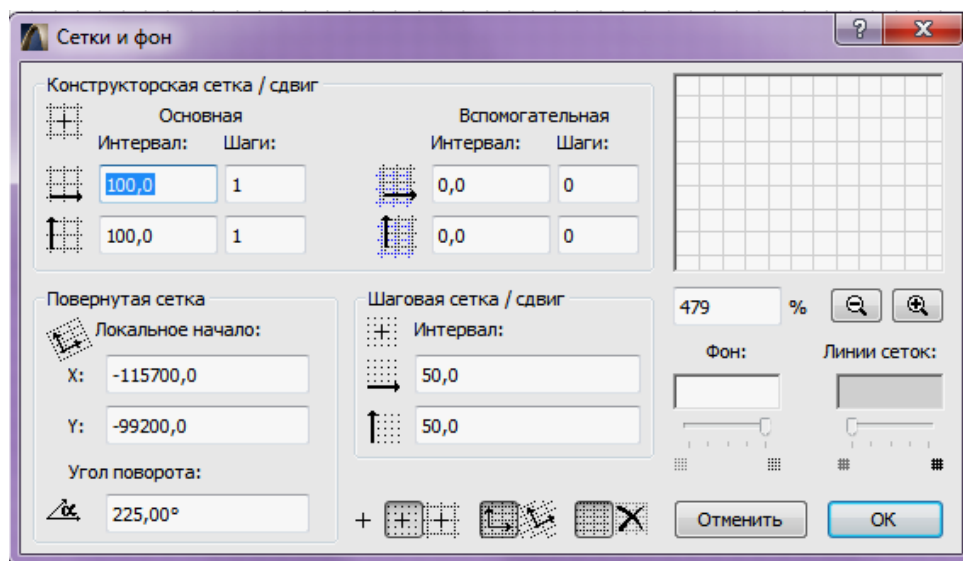 Сетки и фон
Конструкторская сетка / сдвиг
Основная Вспомогательная
Интервал: Шаги: Интервал: Шаги:
100,0 1 0,0 0
100,0 1 0,0 0
Повернутая сетка
Локальное начало:
X: -115700,0
Y: -99200,0
Угол поворота:
α 225,00°
Шаговая сетка / сдвиг
Интервал:
50,0
50,0
479 %
Фон: Линии сеток:
Отменить OK